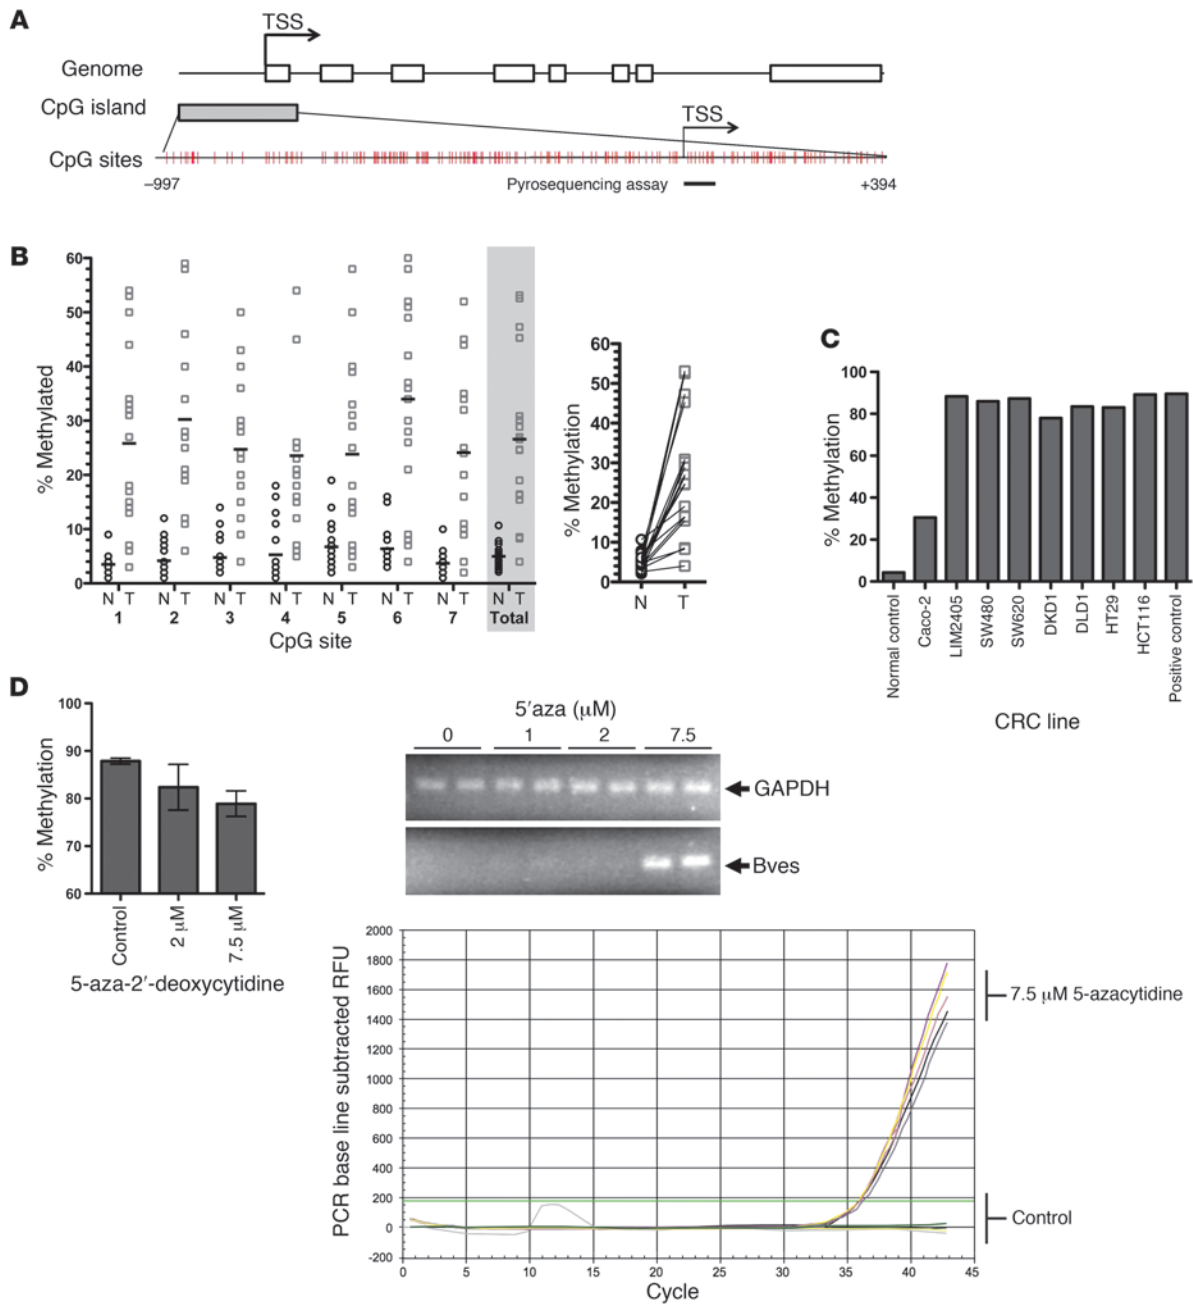 A
TSS
Genome
CpG island
TSS
CpG sites
–997
Pyrosequencing assay
+394
B
% Methylated
60
50
40
30
20
10
0
N T N T N T N T N T N T N T N T
1 2 3 4 5 6 7 Total
CpG site
% Methylation
60
50
40
30
20
10
0
N T
C
% Methylation
100
80
60
40
20
0
Normal control
Caco-2
LIM2405
SW480
SW620
DKD1
DLD1
HT29
HCT116
Positive control
CRC line
D
% Methylation
100
90
80
70
60
Control
2 μM
7.5 μM
5-aza-2′-deoxycytidine
5′aza (μM)
0 1 2 7.5
GAPDH
Bves
PCR base line subtracted RFU
2000
1800
1600
1400
1200
1000
800
600
400
200
0
-200
0 5 10 15 20 25 30 35 40 45
Cycle
7.5 μM 5-azacytidine
Control